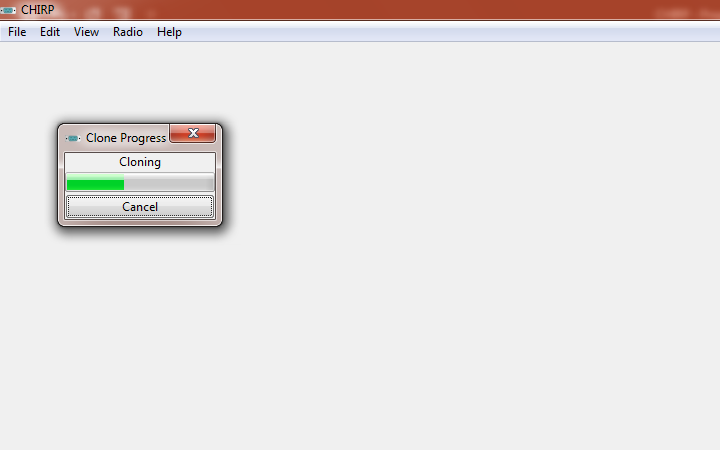 CHIRP
File Edit View Radio Help
Clone Progress
Cloning
Cancel